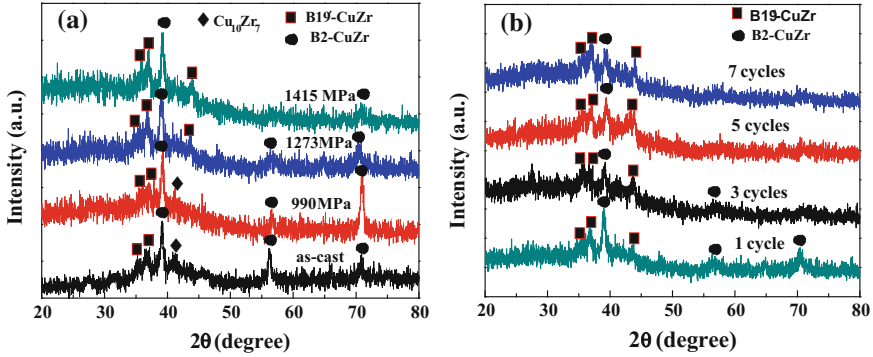 (a)
Cu10Zr7
B19'-CuZr
B2-CuZr
1415 MPa
1273MPa
990MPa
as-cast
Intensity (a.u.)
20 30 40 50 60 70 80
2θ (degree)
(b)
B19'-CuZr
B2-CuZr
7 cycles
5 cycles
3 cycles
1 cycle
Intensity (a.u.)
20 30 40 50 60 70 80
2θ (degree)